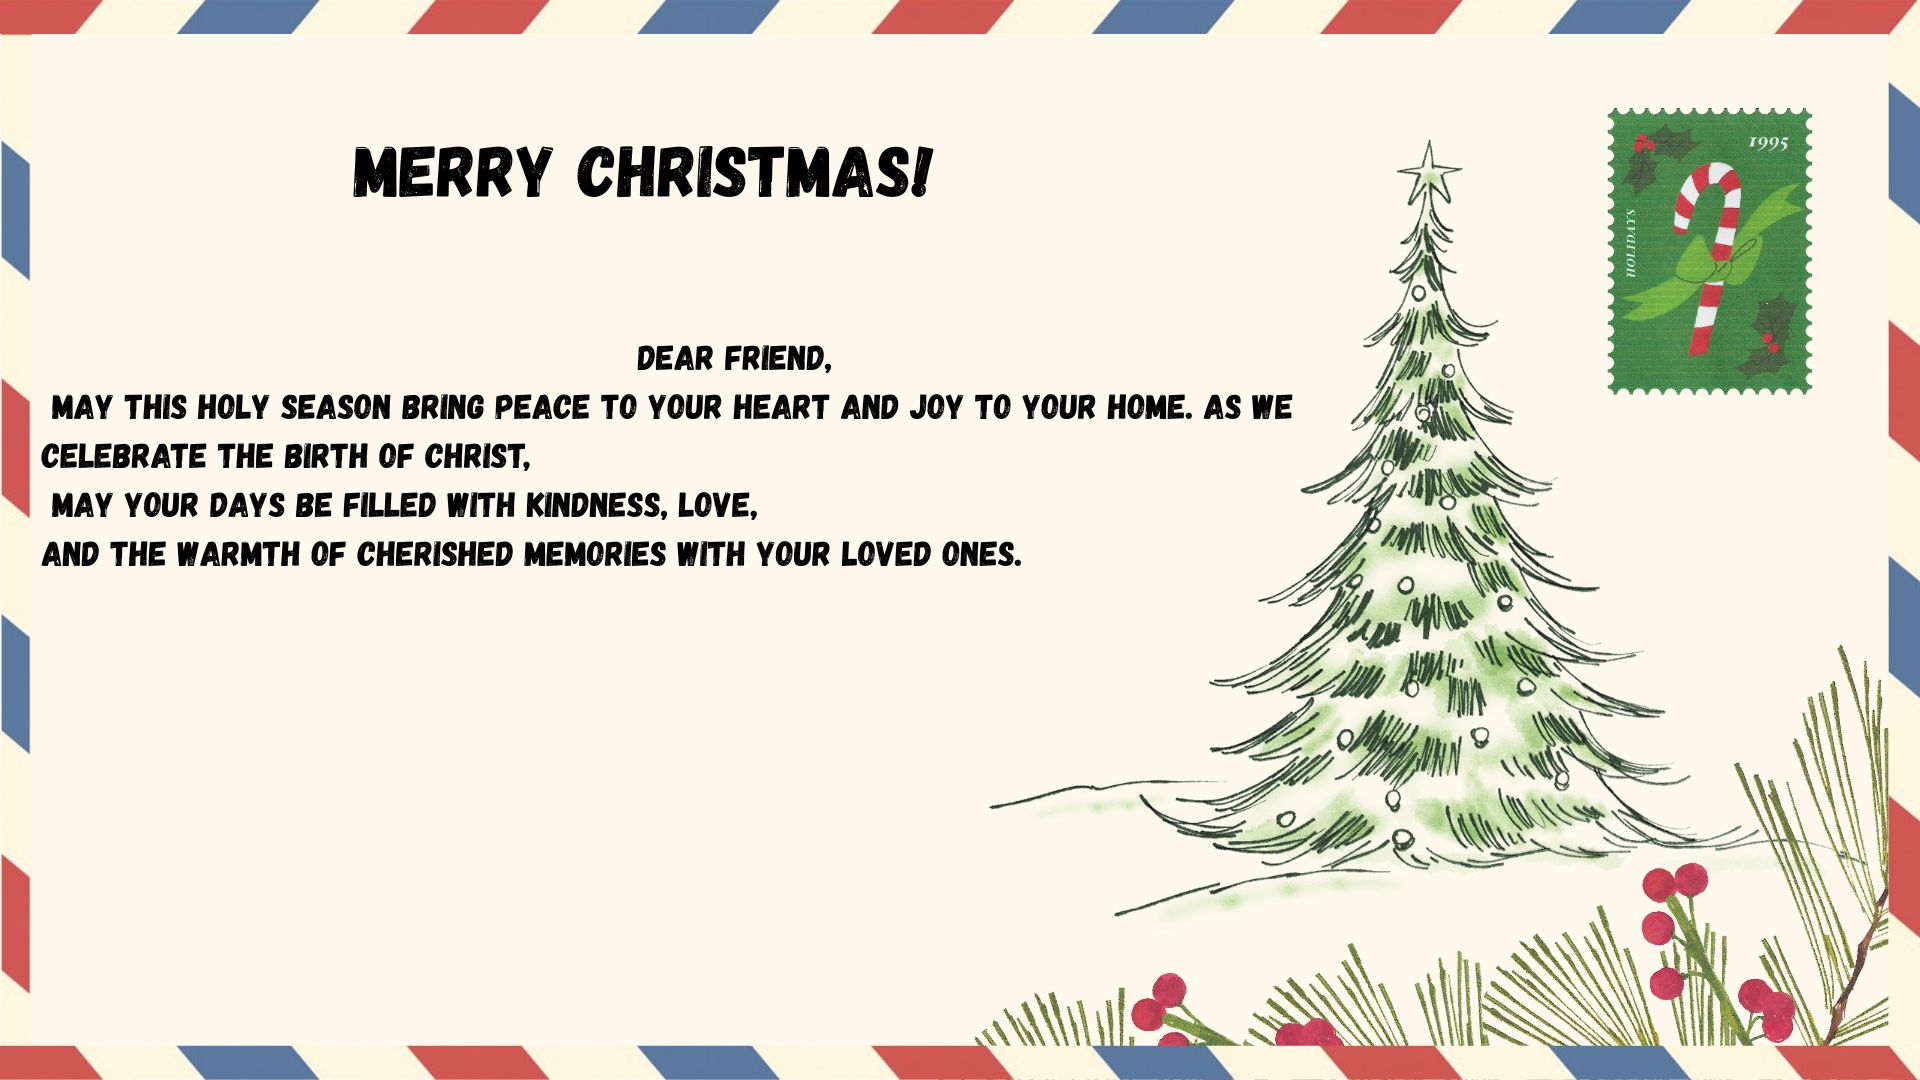 MERRY CHRISTMAS!
1995
HOLIDAYS
DEAR FRIEND,
MAY THIS HOLY SEASON BRING PEACE TO YOUR HEART AND JOY TO YOUR HOME. AS WE
CELEBRATE THE BIRTH OF CHRIST,
MAY YOUR DAYS BE FILLED WITH KINDNESS, LOVE,
AND THE WARMTH OF CHERISHED MEMORIES WITH YOUR LOVED ONES.